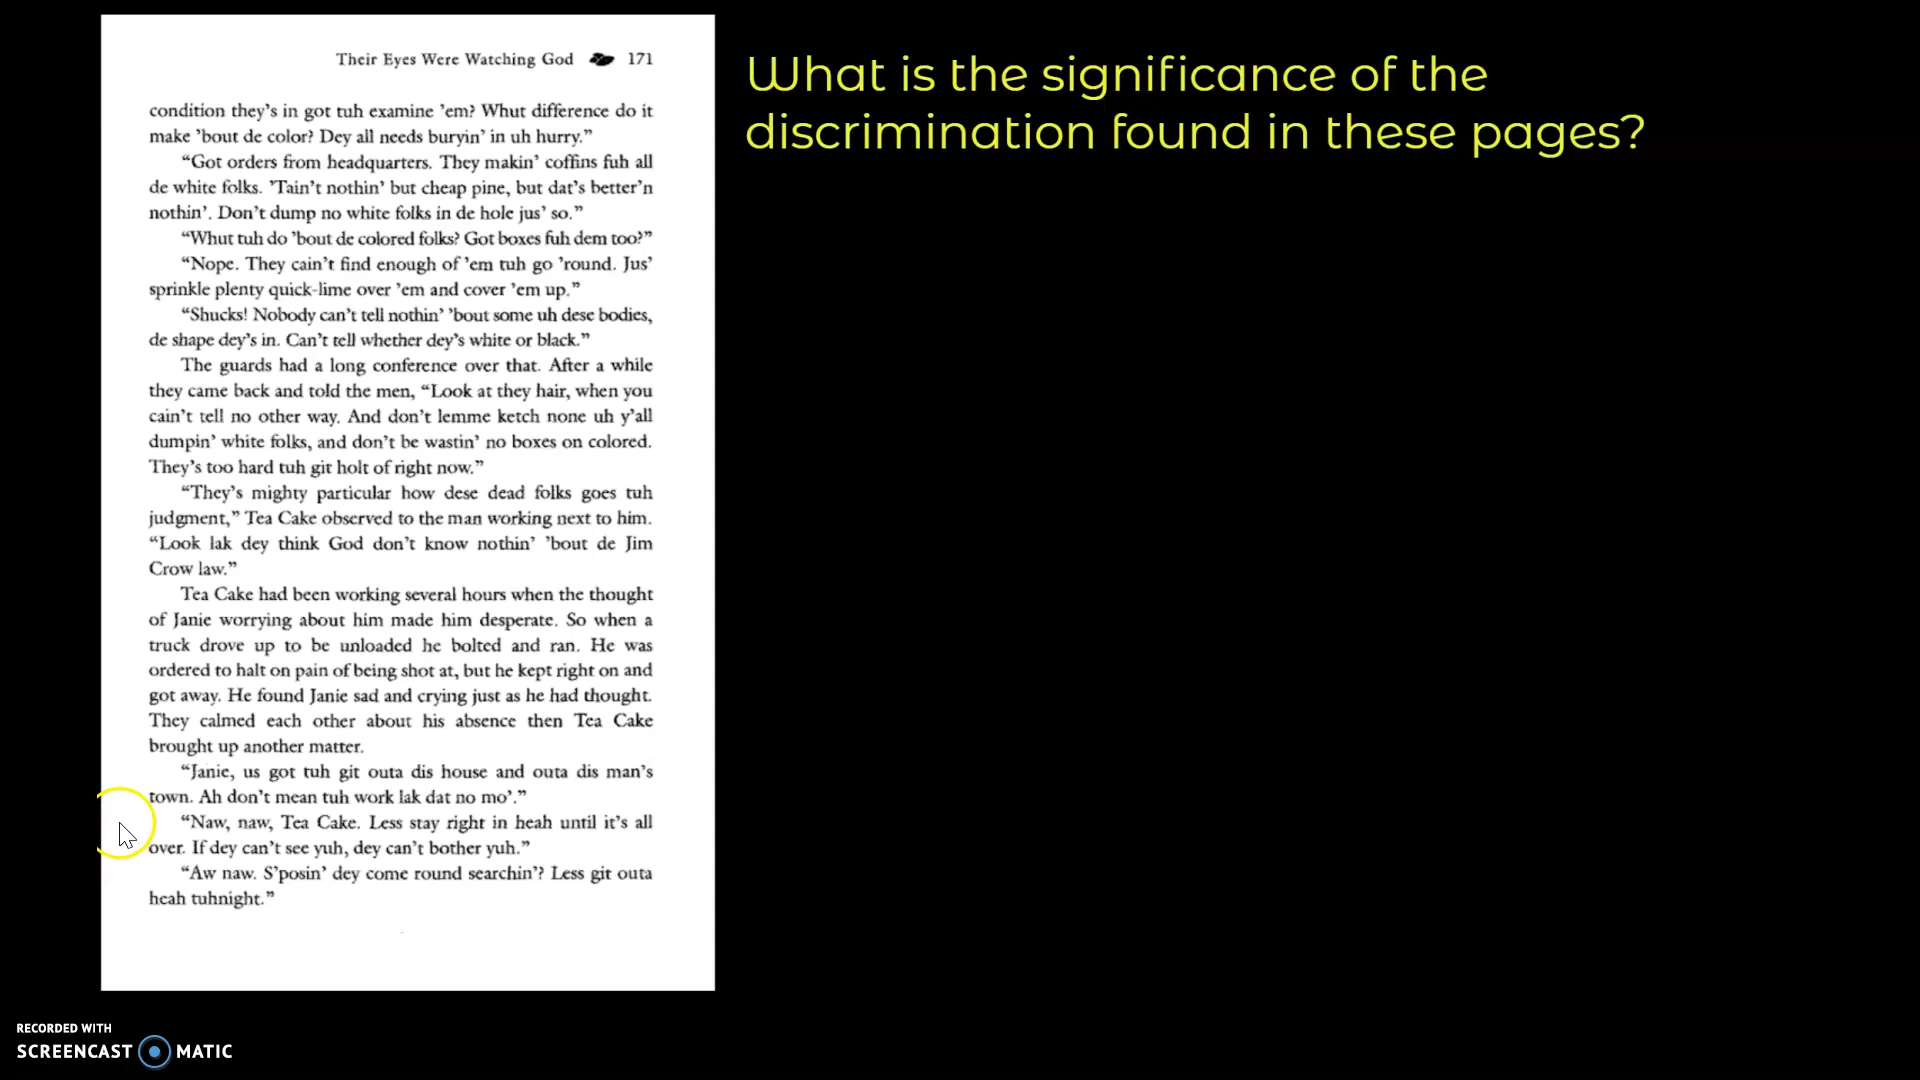 Their Eyes Were Watching God 171
condition they's in got tuh examine 'em? Whut difference do it
make 'bout de color? Dey all needs buryin' in uh hurry."
"Got orders from headquarters. They makin' coffins fuh all
de white folks. 'Tain't nothin' but cheap pine, but dat's better'n
nothin'. Don't dump no white folks in de hole jus' so."
"Whut tuh do 'bout de colored folks? Got boxes fuh dem too?"
"Nope. They cain't find enough of 'em tuh go 'round. Jus'
sprinkle plenty quick-lime over 'em and cover 'em up."
"Shucks! Nobody can't tell nothin' 'bout some uh dese bodies,
de shape dey's in. Can't tell whether dey's white or black."
The guards had a long conference over that. After a while
they came back and told the men, "Look at they hair, when you
cain't tell no other way. And don't lemme ketch none uh y'all
dumpin' white folks, and don't be wastin' no boxes on colored.
They's too hard tuh git holt of right now."
"They's mighty particular how dese dead folks goes tuh
judgment," Tea Cake observed to the man working next to him.
"Look lak dey think God don't know nothin' 'bout de Jim
Crow law."
Tea Cake had been working several hours when the thought
of Janie worrying about him made him desperate. So when a
truck drove up to be unloaded he bolted and ran. He was
ordered to halt on pain of being shot at, but he kept right on and
got away. He found Janie sad and crying just as he had thought.
They calmed each other about his absence then Tea Cake
brought up another matter.
"Janie, us got tuh git outa dis house and outa dis man's
town. Ah don't mean tuh work lak dat no mo'."
"Naw, naw, Tea Cake. Less stay right in heah until it's all
over. If dey can't see yuh, dey can't bother yuh."
"Aw naw. S'posin' dey come round searchin'? Less git outa
heah tuhnight."
What is the significance of the
discrimination found in these pages?
RECORDED WITH
SCREENCAST MATIC